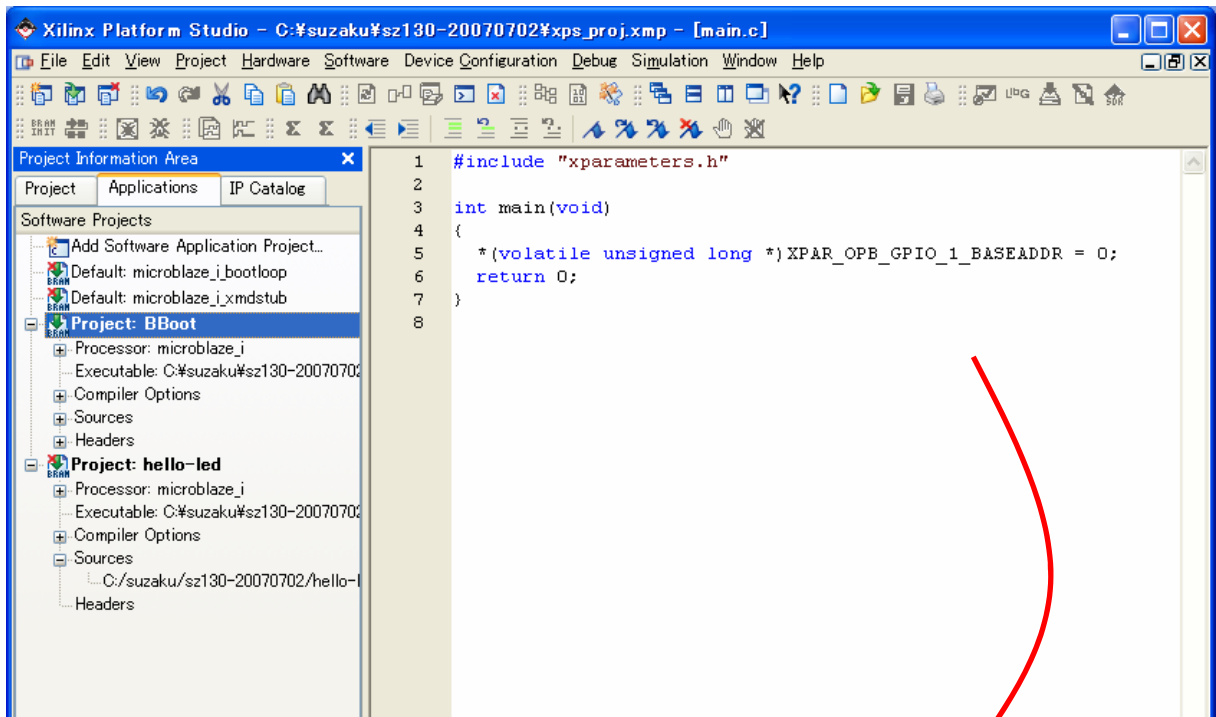 Xilinx Platform Studio - C:¥suzaku¥sz130-20070702¥xps_proj.xmp - [main.c]
File Edit View Project Hardware Software Device Configuration Debug Simulation Window Help
BRAM INIT
Project Information Area
Project Applications IP Catalog
Software Projects
Add Software Application Project...
Default: microblaze_i_bootloop
Default: microblaze_i_xmdstub
Project: BBoot
Processor: microblaze_i
Executable: C:¥suzaku¥sz130-20070702
Compiler Options
Sources
Headers
Project: hello-led
Processor: microblaze_i
Executable: C:¥suzaku¥sz130-20070702
Compiler Options
Sources
C:/suzaku/sz130-20070702/hello-l
Headers
1 #include "xparameters.h"
2
3 int main(void)
4 {
5 *(volatile unsigned long *)XPAR_OPB_GPIO_1_BASEADDR = 0;
6 return 0;
7 }
8